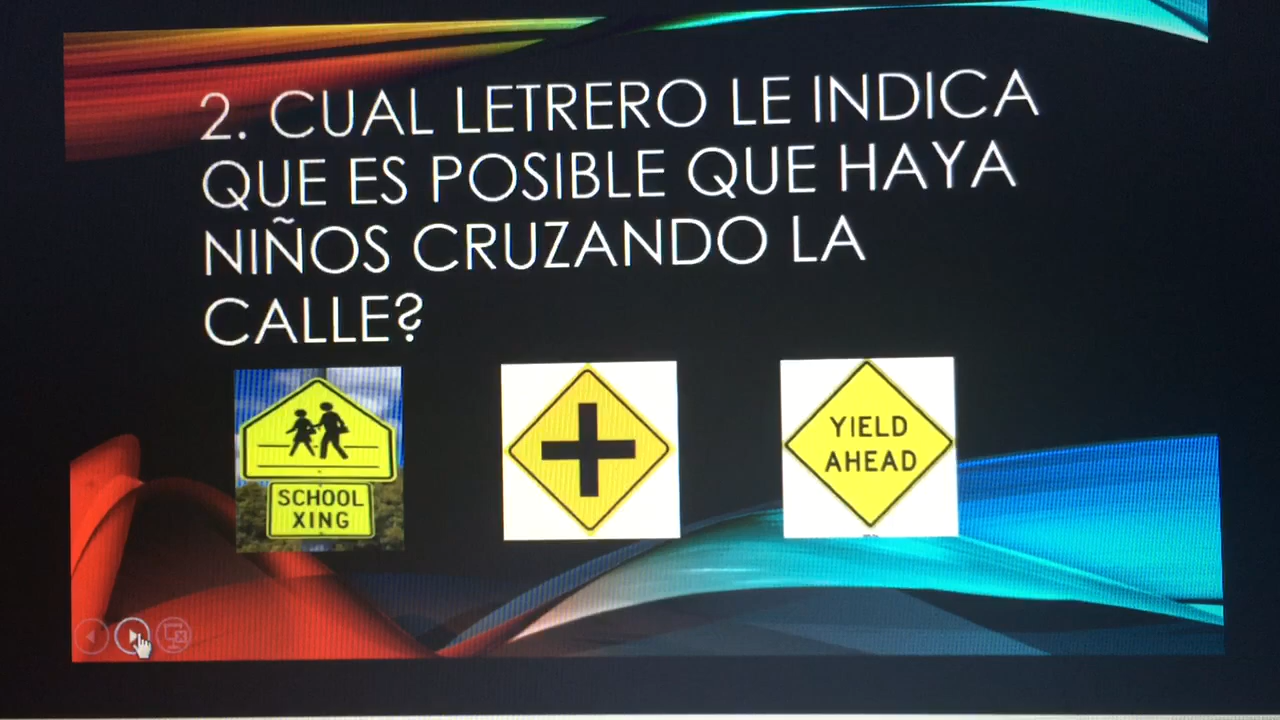 2. CUAL LETRERO LE INDICA
QUE ES POSIBLE QUE HAYA
NIÑOS CRUZANDO LA
CALLE?
SCHOOL
XING
YIELD
AHEAD